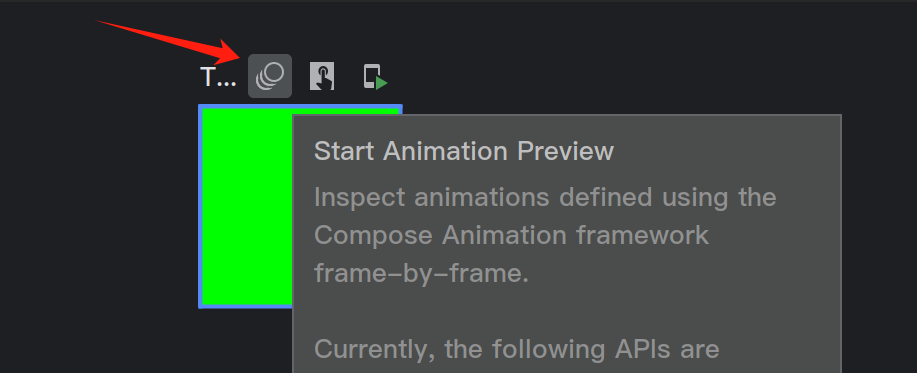 T...
Start Animation Preview
Inspect animations defined using the
Compose Animation framework
frame-by-frame.
Currently, the following APIs are